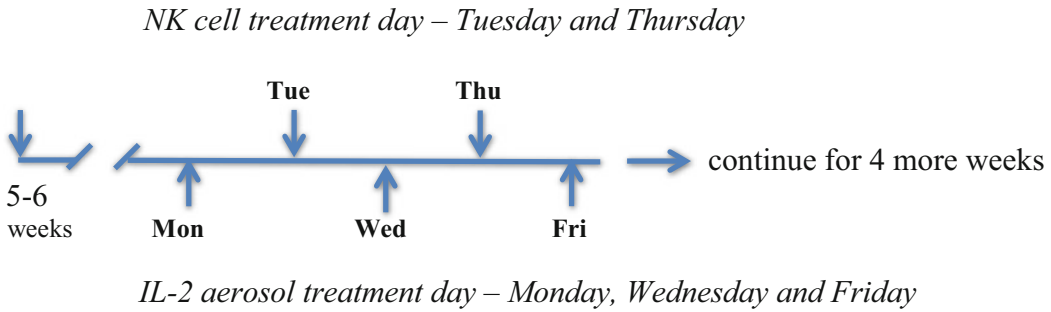 NK cell treatment day – Tuesday and Thursday
Tue Thu
continue for 4 more weeks
5-6
weeks
Mon Wed Fri
IL-2 aerosol treatment day – Monday, Wednesday and Friday